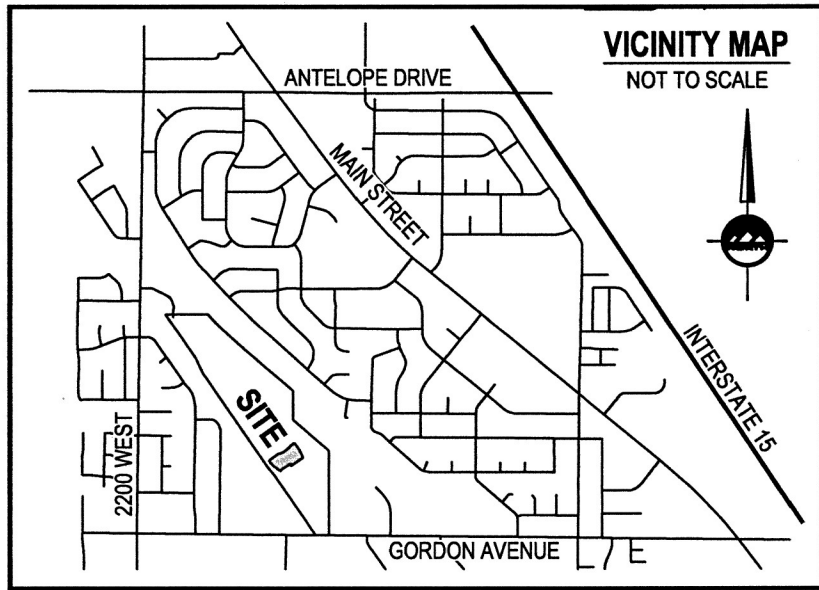 VICINITY MAP
NOT TO SCALE
ANTELOPE DRIVE
MAIN STREET
INTERSTATE 15
SITE
2200 WEST
GORDON AVENUE